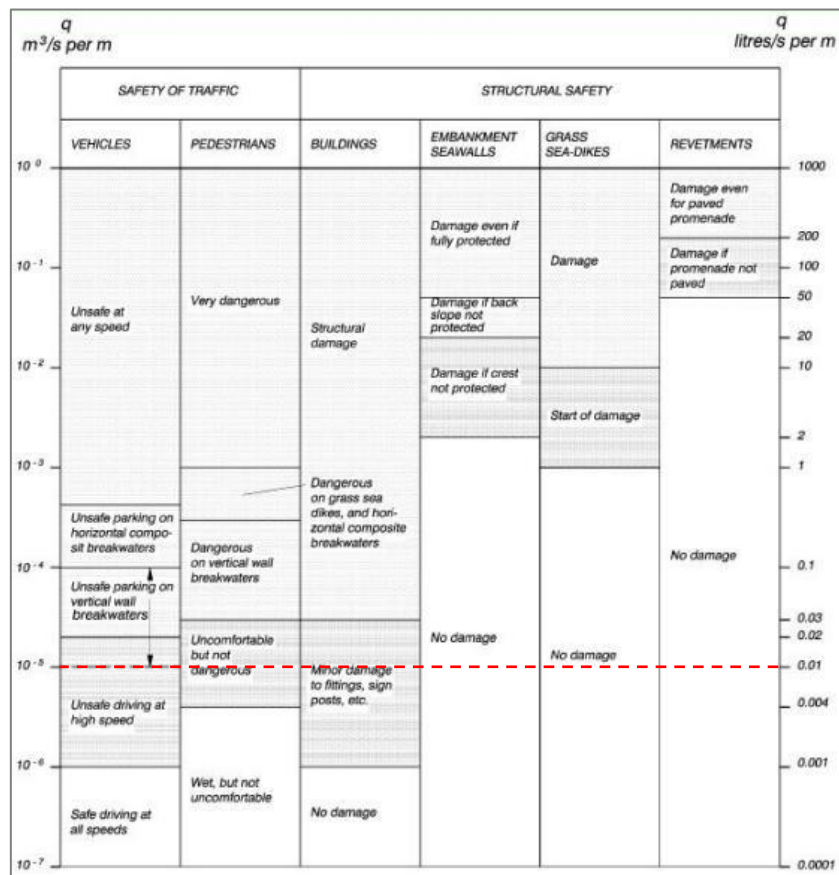 q
m³/s per m
q
litres/s per m
SAFETY OF TRAFFIC
STRUCTURAL SAFETY
VEHICLES
PEDESTRIANS
BUILDINGS
EMBANKMENT
SEAWALLS
GRASS
SEA-DIKES
REVETMENTS
10⁰
10⁻¹
10⁻²
10⁻³
10⁻⁴
10⁻⁵
10⁻⁶
10⁻⁷
Unsafe at
any speed
Unsafe parking on
horizontal compo-
sit breakwaters
Unsafe parking on
vertical wall
breakwaters
Unsafe driving at
high speed
Safe driving at
all speeds
Very dangerous
Dangerous
on vertical wall
breakwaters
Uncomfortable
but not
dangerous
Wet, but not
uncomfortable
Structural
damage
Dangerous
on grass sea
dikes, and hori-
zontal composite
breakwaters
Minor damage
to fittings, sign
posts, etc.
No damage
Damage even if
fully protected
Damage if back
slope not
protected
Damage if crest
not protected
No damage
Damage
Start of damage
No damage
Damage even
for paved
promenade
Damage if
promenade not
paved
No damage
1000
200
100
50
20
10
2
1
0.1
0.03
0.02
0.01
0.004
0.001
0.0001